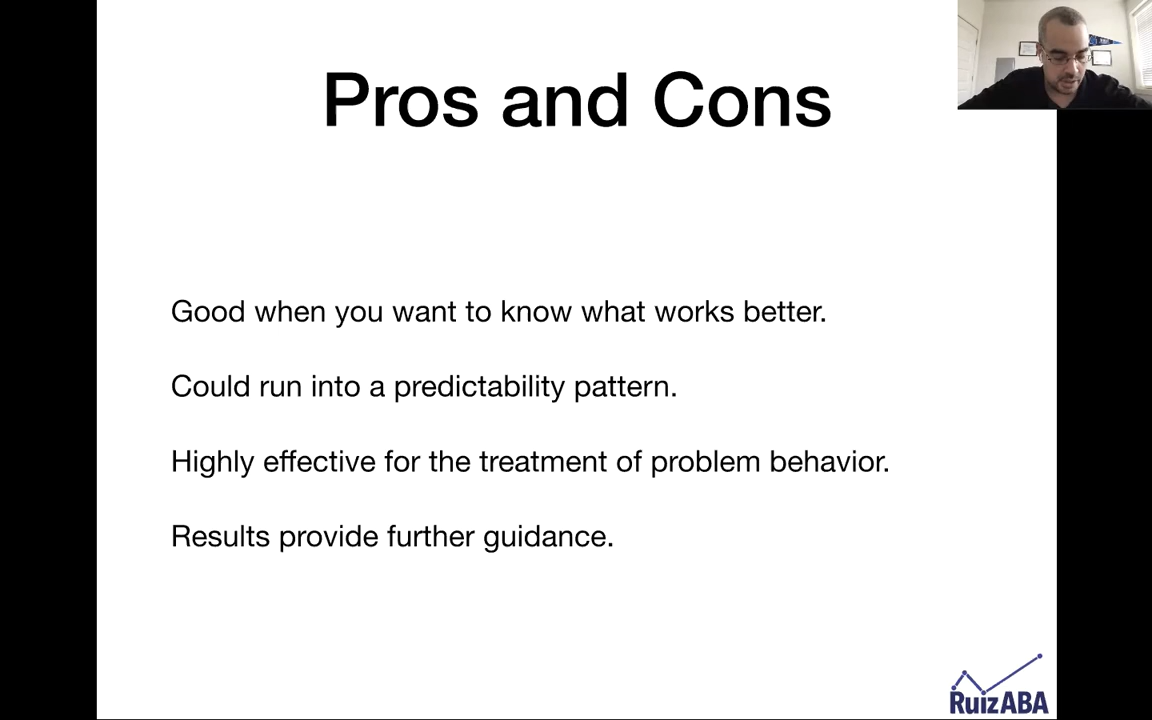 Pros and Cons
Good when you want to know what works better.
Could run into a predictability pattern.
Highly effective for the treatment of problem behavior.
Results provide further guidance.
RuizABA